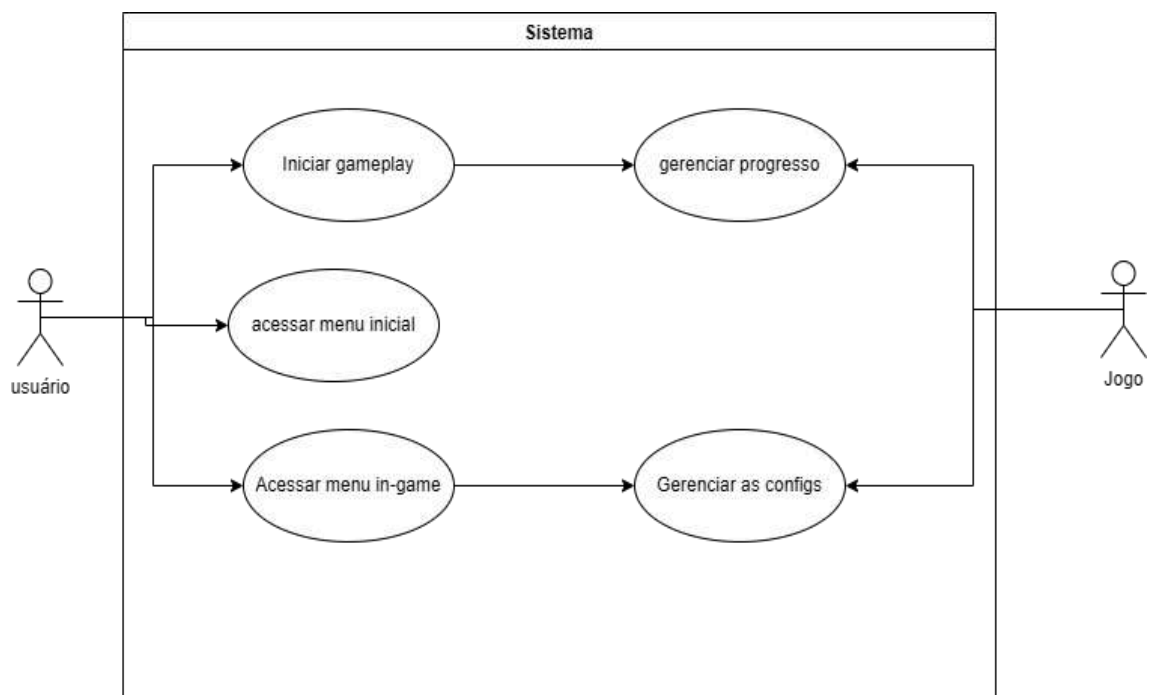 Sistema
Iniciar gameplay
gerenciar progresso
acessar menu inicial
usuário
Jogo
Acessar menu in-game
Gerenciar as configs